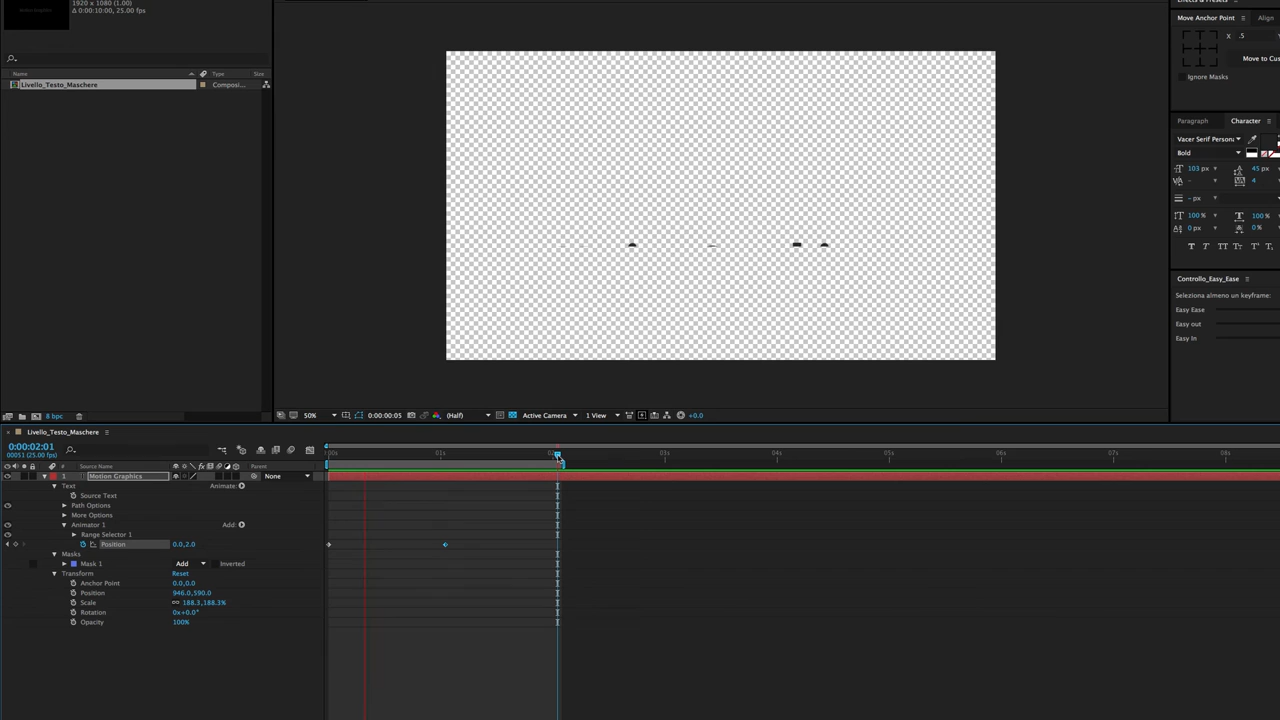 1920 x 1080 (1.00)
Δ 0:00:10:00, 25.00 fps
Move Anchor Point
Align
X .5
Move to Cus
Ignore Masks
Name
Type
Size
Livello_Testo_Maschere
Composi...
Paragraph
Character
Vacer Serif Person
Bold
103 px
45 px
4
- px
100 %
100 %
0 px
0 %
Controllo_Easy_Ease
Seleziona almeno un keyframe:
Easy Ease
Easy out
Easy In
8 bpc
50%
0:00:00:05
(Half)
Active Camera
1 View
+0.0
Livello_Testo_Maschere
0:00:02:01
00051 (25.00 fps)
:00s
01s
03s
04s
05s
06s
07s
08s
#
Source Name
Parent
1
Motion Graphics
None
Text
Animate:
Source Text
Path Options
More Options
Animator 1
Add:
Range Selector 1
Position
0.0,2.0
Masks
Mask 1
Add
Inverted
Transform
Reset
Anchor Point
0.0,0.0
Position
946.0,590.0
Scale
188.3,188.3%
Rotation
0x+0.0°
Opacity
100%